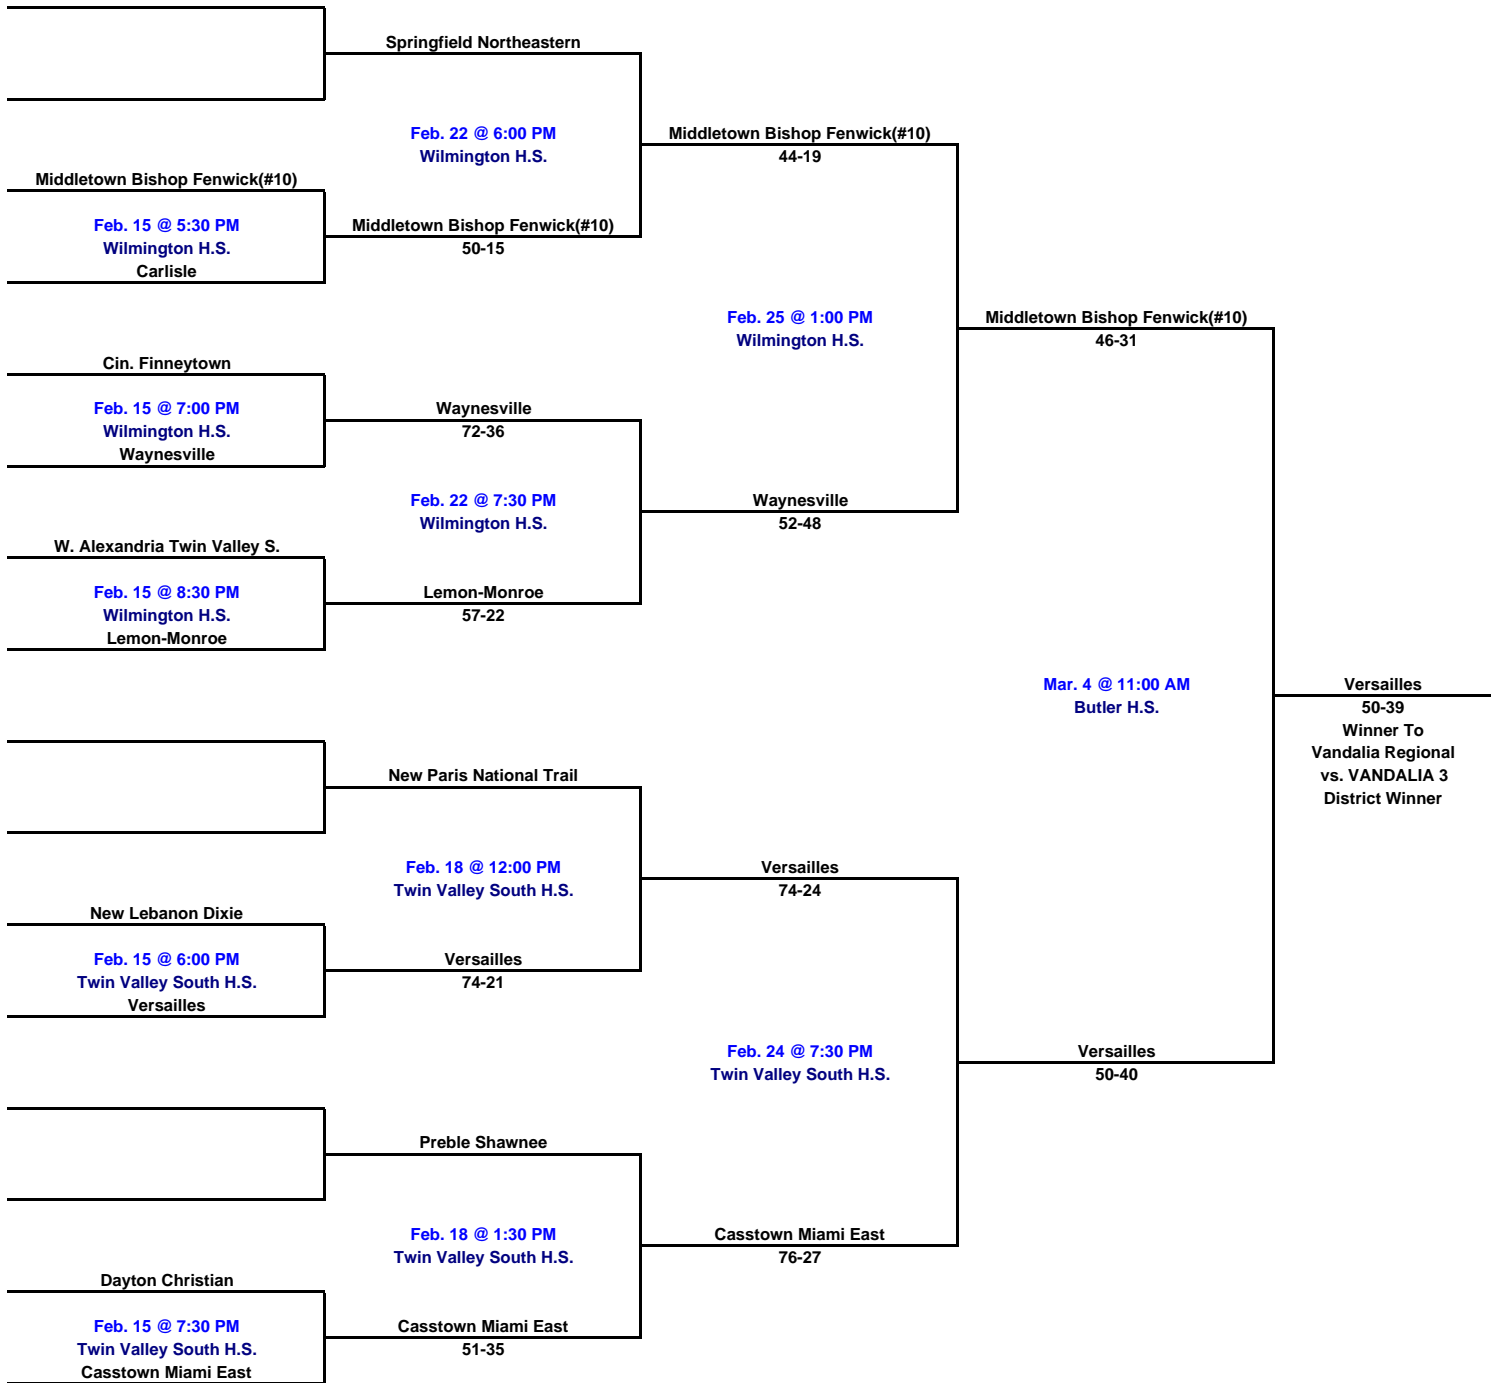 Springfield Northeastern
Feb. 22 @ 6:00 PM
Wilmington H.S.
Middletown Bishop Fenwick(#10)
44-19
Middletown Bishop Fenwick(#10)
Feb. 15 @ 5:30 PM
Wilmington H.S.
Carlisle
Middletown Bishop Fenwick(#10)
50-15
Feb. 25 @ 1:00 PM
Wilmington H.S.
Middletown Bishop Fenwick(#10)
46-31
Cin. Finneytown
Feb. 15 @ 7:00 PM
Wilmington H.S.
Waynesville
Waynesville
72-36
Feb. 22 @ 7:30 PM
Wilmington H.S.
Waynesville
52-48
W. Alexandria Twin Valley S.
Feb. 15 @ 8:30 PM
Wilmington H.S.
Lemon-Monroe
Lemon-Monroe
57-22
Mar. 4 @ 11:00 AM
Butler H.S.
Versailles
50-39
Winner To
Vandalia Regional
vs. VANDALIA 3
District Winner
New Paris National Trail
Feb. 18 @ 12:00 PM
Twin Valley South H.S.
Versailles
74-24
New Lebanon Dixie
Feb. 15 @ 6:00 PM
Twin Valley South H.S.
Versailles
Versailles
74-21
Feb. 24 @ 7:30 PM
Twin Valley South H.S.
Versailles
50-40
Preble Shawnee
Feb. 18 @ 1:30 PM
Twin Valley South H.S.
Casstown Miami East
76-27
Dayton Christian
Feb. 15 @ 7:30 PM
Twin Valley South H.S.
Casstown Miami East
Casstown Miami East
51-35